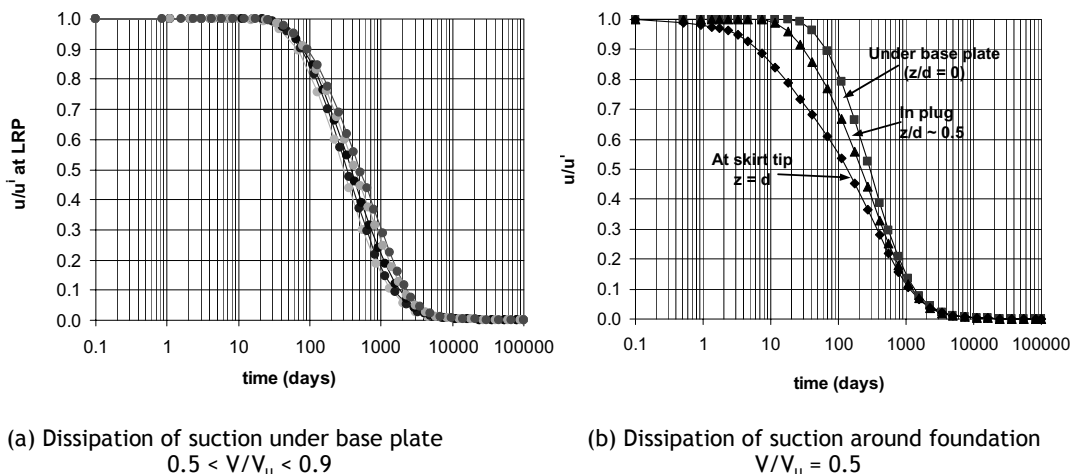 1.0
0.9
0.8
0.7
0.6
0.5
0.4
0.3
0.2
0.1
0.0
u/uⁱ at LRP
0.1 1 10 100 1000 10000 100000
time (days)
(a) Dissipation of suction under base plate
0.5 < V/Vᵤ < 0.9
1.0
0.9
0.8
0.7
0.6
0.5
0.4
0.3
0.2
0.1
0.0
u/u'
Under base plate
(z/d = 0)
In plug
z/d ~ 0.5
At skirt tip
z = d
0.1 1 10 100 1000 10000 100000
time (days)
(b) Dissipation of suction around foundation
V/Vᵤ = 0.5